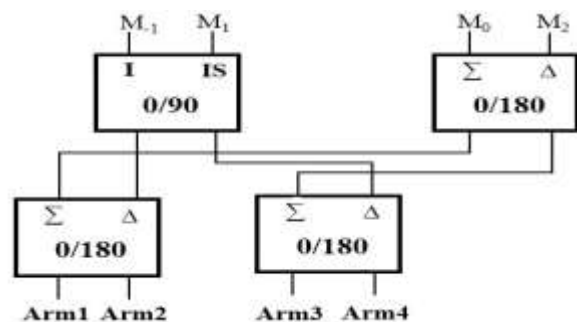 M-1 M1 M0 M2
I IS Σ Δ
0/90 0/180
Σ Δ Σ Δ
0/180 0/180
Arm1 Arm2 Arm3 Arm4